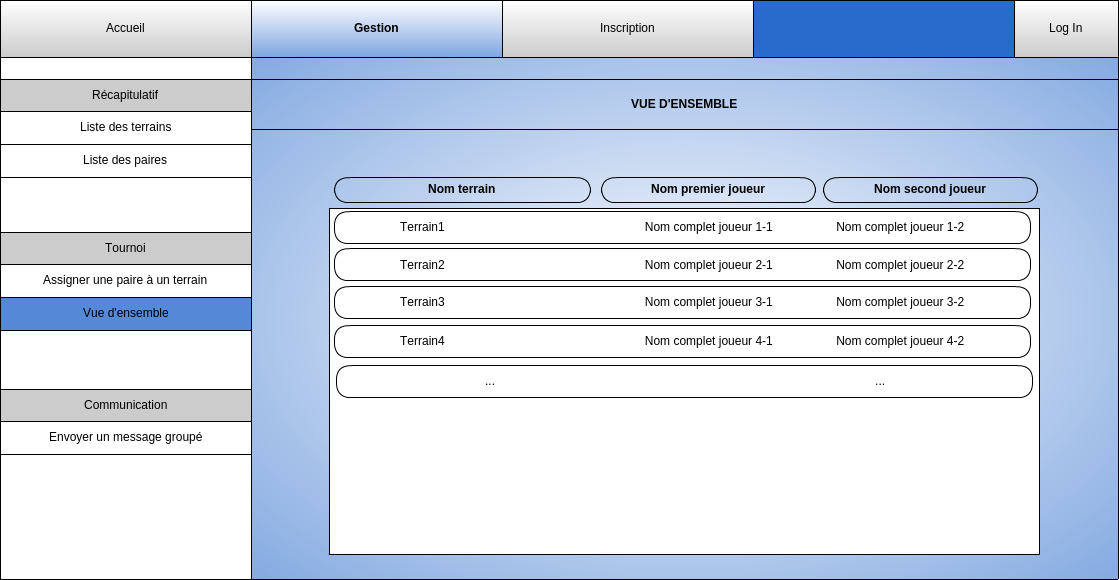 Accueil
Gestion
Inscription
Log In
Récapitulatif
Liste des terrains
Liste des paires
Tournoi
Assigner une paire à un terrain
Vue d'ensemble
Communication
Envoyer un message groupé
VUE D'ENSEMBLE
Nom terrain Nom premier joueur Nom second joueur
Terrain1 Nom complet joueur 1-1 Nom complet joueur 1-2
Terrain2 Nom complet joueur 2-1 Nom complet joueur 2-2
Terrain3 Nom complet joueur 3-1 Nom complet joueur 3-2
Terrain4 Nom complet joueur 4-1 Nom complet joueur 4-2
... ...